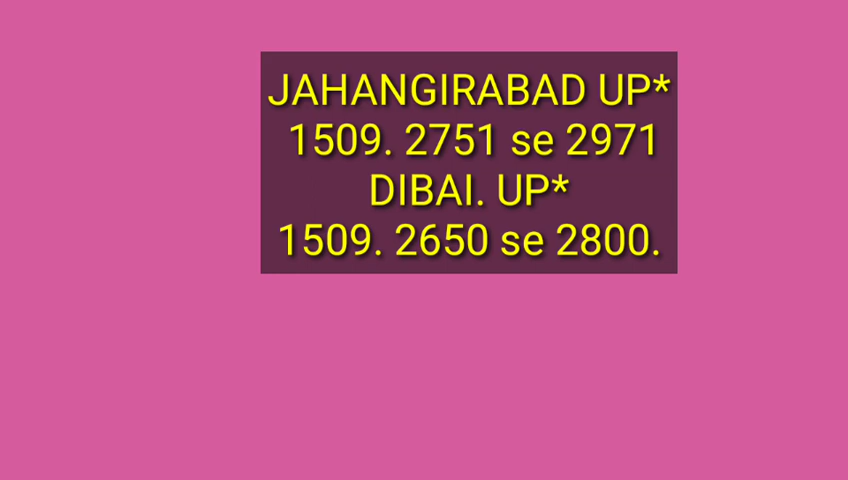 JAHANGIRABAD UP*
1509. 2751 se 2971
DIBAI. UP*
1509. 2650 se 2800.